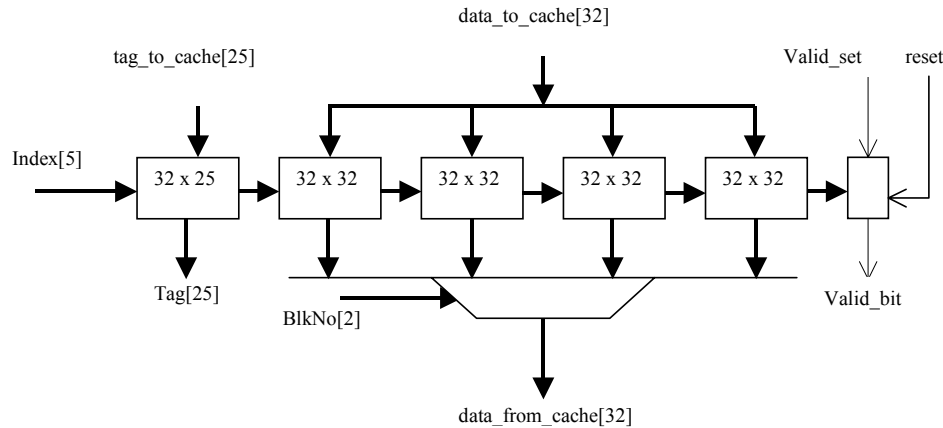 data_to_cache[32]
tag_to_cache[25]
Valid_set
reset
Index[5]
32 x 25
32 x 32
32 x 32
32 x 32
32 x 32
Tag[25]
BlkNo[2]
Valid_bit
data_from_cache[32]